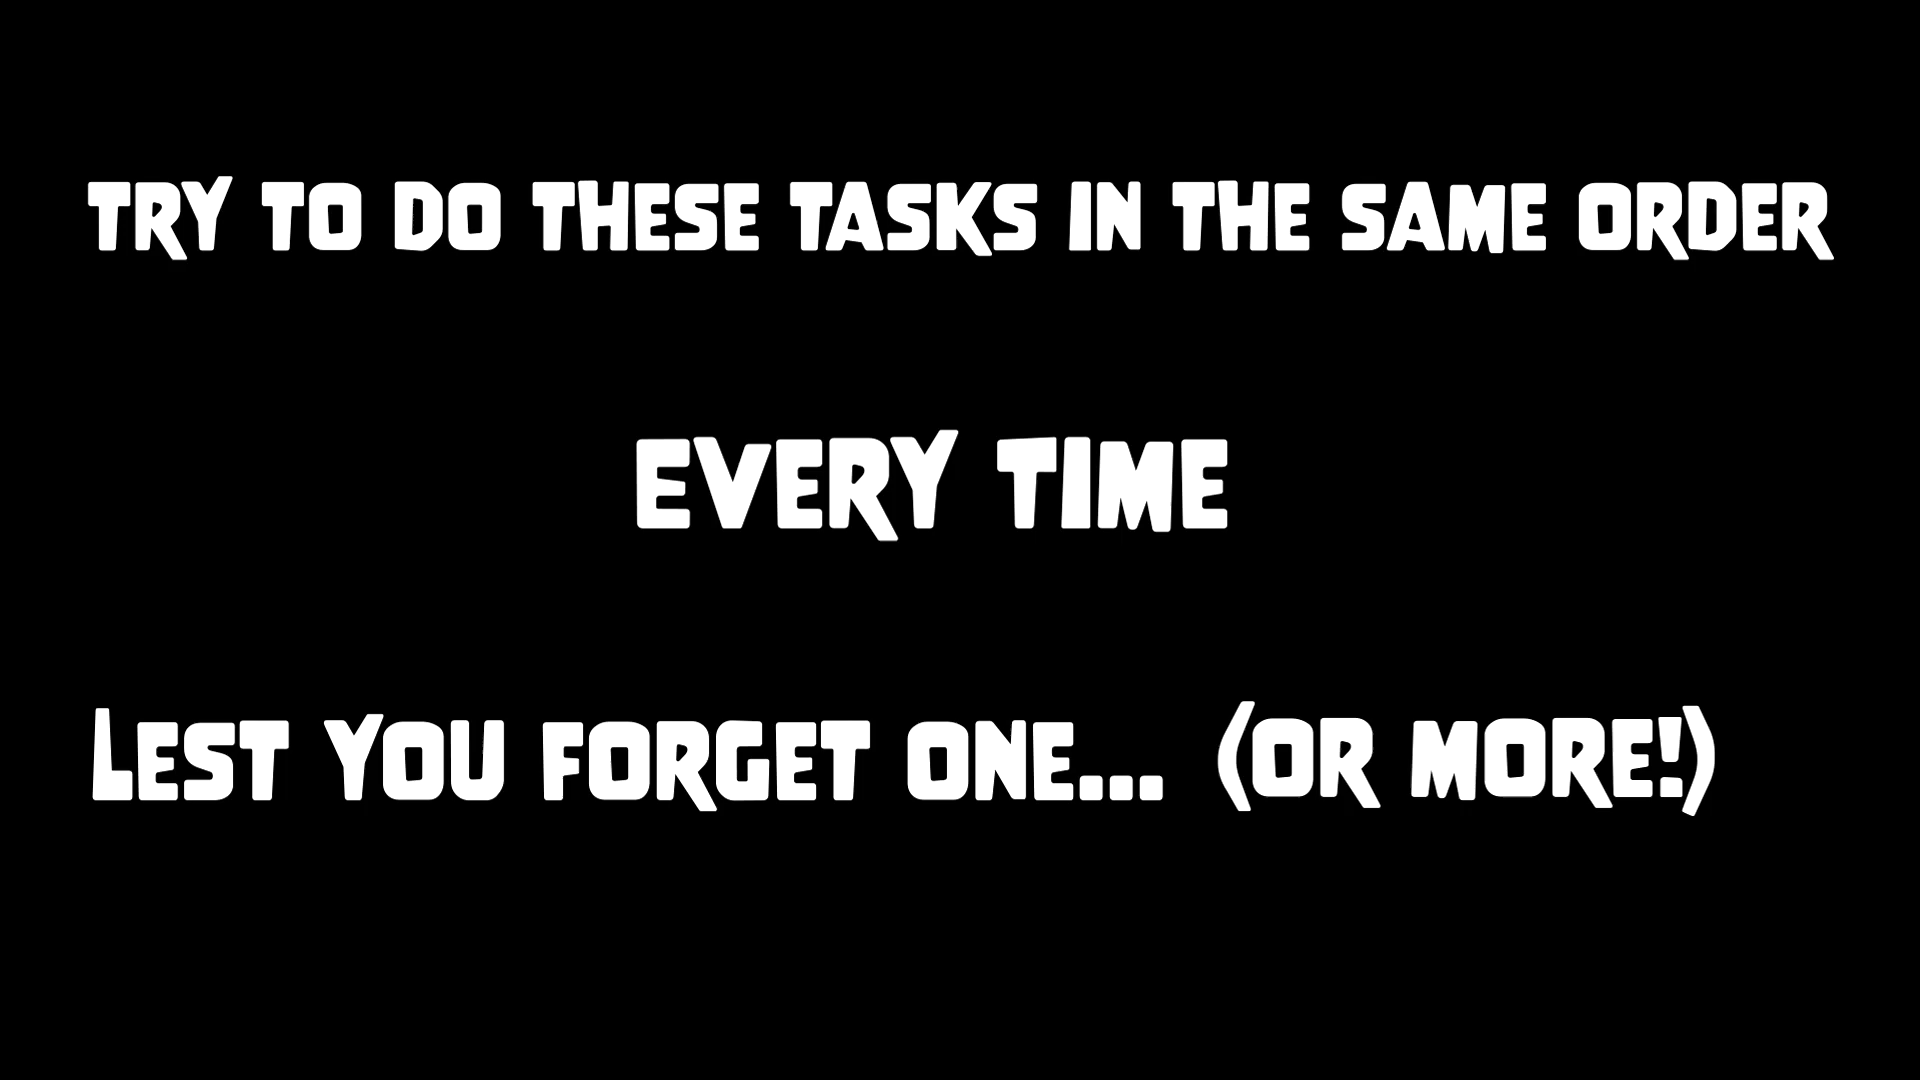 TRY TO DO THESE TASKS IN THE SAME ORDER
EVERY TIME
LEST YOU FORGET ONE... (OR MORE!)